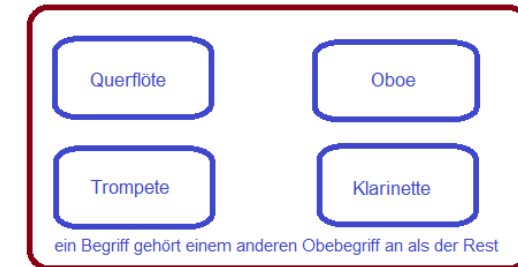 Querflöte
Oboe
Trompete
Klarinette
ein Begriff gehört einem anderen Obebegriff an als der Rest